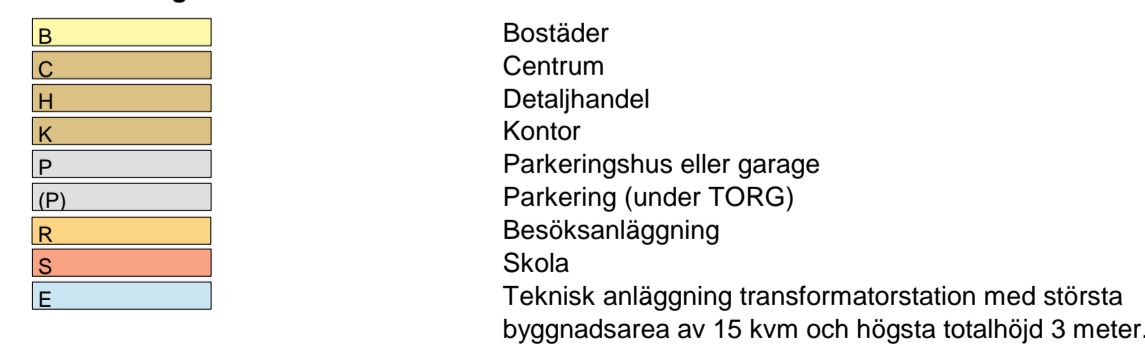 B Bostäder
C Centrum
H Detaljhandel
K Kontor
P Parkeringshus eller garage
(P) Parkering (under TORG)
R Besöksanläggning
S Skola
E Teknisk anläggning transformatorstation med största
byggnadsarea av 15 kvm och högsta totalhöjd 3 meter.